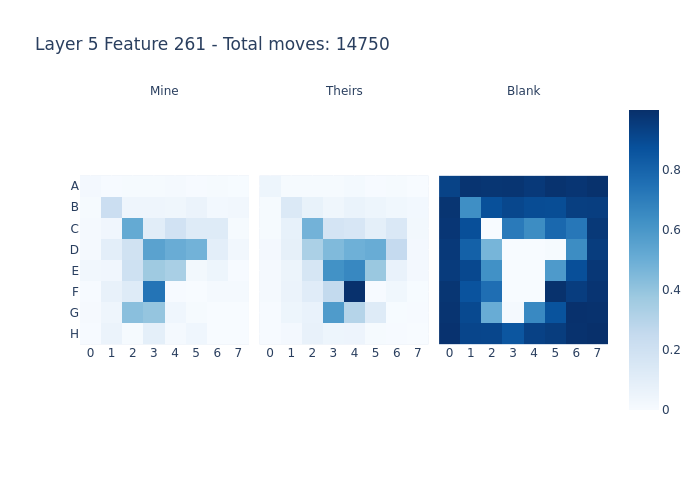 Layer 5 Feature 261 - Total moves: 14750
Mine Theirs Blank
A
B
C
D
E
F
G
H
0 1 2 3 4 5 6 7 0 1 2 3 4 5 6 7 0 1 2 3 4 5 6 7
0.8
0.6
0.4
0.2
0